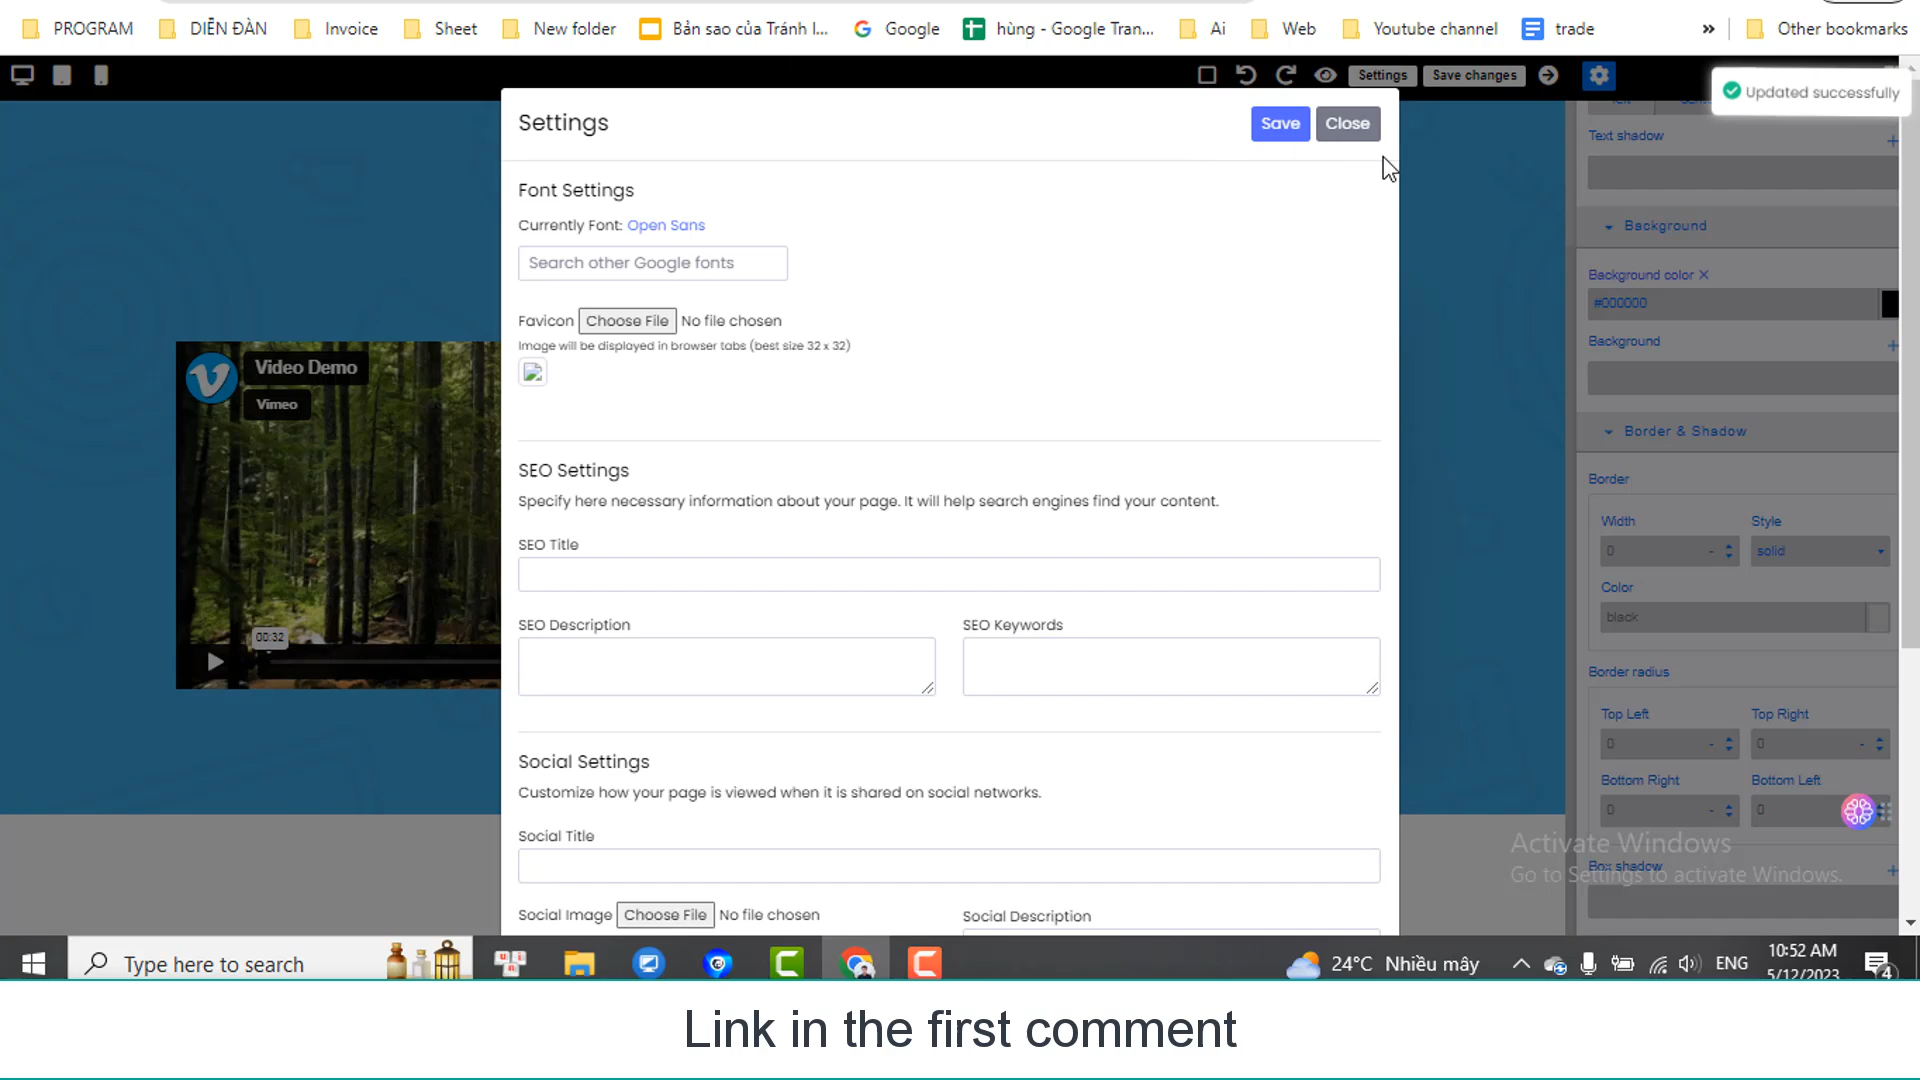 PROGRAM
DIỄN ĐÀN
Invoice
Sheet
New folder
Bản sao của Tránh l...
Google
hùng - Google Tran...
Ai
Web
Youtube channel
trade
»
Other bookmarks
Settings
Save changes
Updated successfully
Settings
Save
Close
Font Settings
Currently Font: Open Sans
Search other Google fonts
Favicon Choose File No file chosen
Image will be displayed in browser tabs (best size 32 x 32)
SEO Settings
Specify here necessary information about your page. It will help search engines find your content.
SEO Title
SEO Description
SEO Keywords
Social Settings
Customize how your page is viewed when it is shared on social networks.
Social Title
Social Image Choose File No file chosen
Social Description
Video Demo
Vimeo
00:32
Text shadow
Background
Background color
#000000
Background
Border & Shadow
Border
Width
Style
0
-
solid
Color
black
Border radius
Top Left
Top Right
0
-
0
-
Bottom Right
Bottom Left
0
-
0
Box shadow
Activate Windows
Go to Settings to activate Windows.
Type here to search
24°C Nhiều mây
ENG
10:52 AM
5/12/2023
4
Link in the first comment